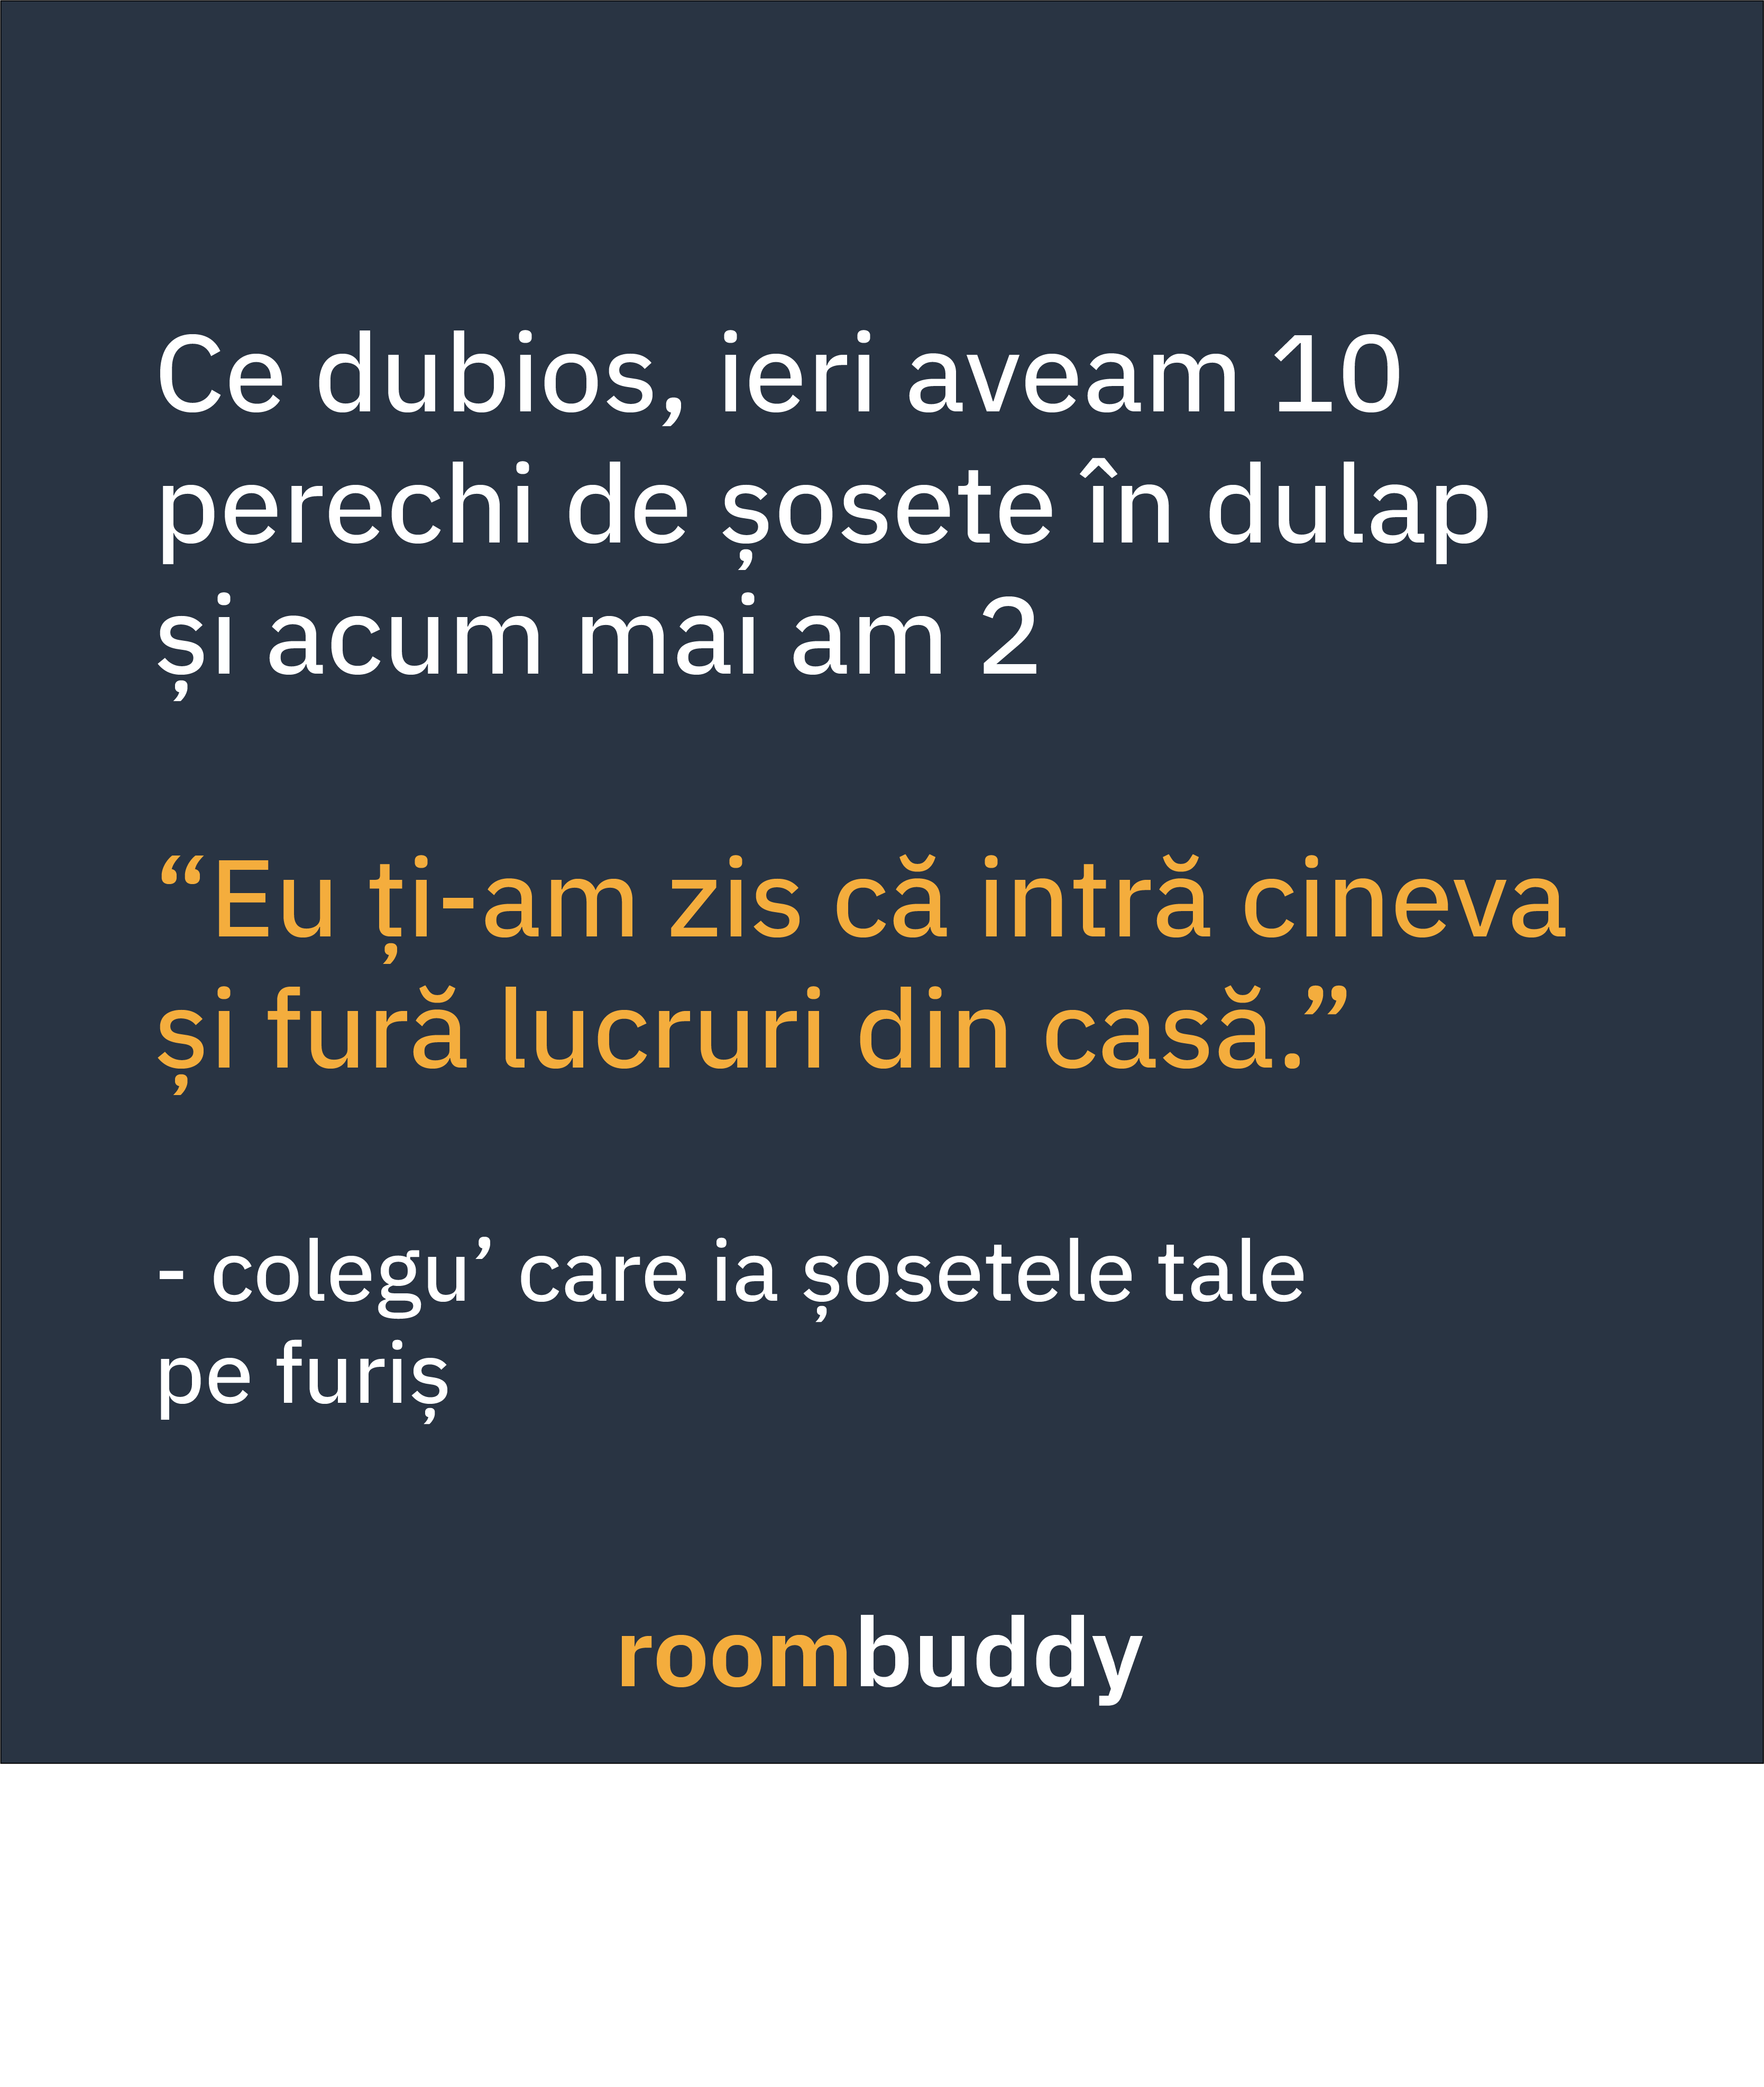 Ce dubios, ieri aveam 10
perechi de șosete în dulap
și acum mai am 2
“Eu ți-am zis că intră cineva
și fură lucruri din casă.”
- colegu’ care ia șosetele tale
pe furiș
roombuddy